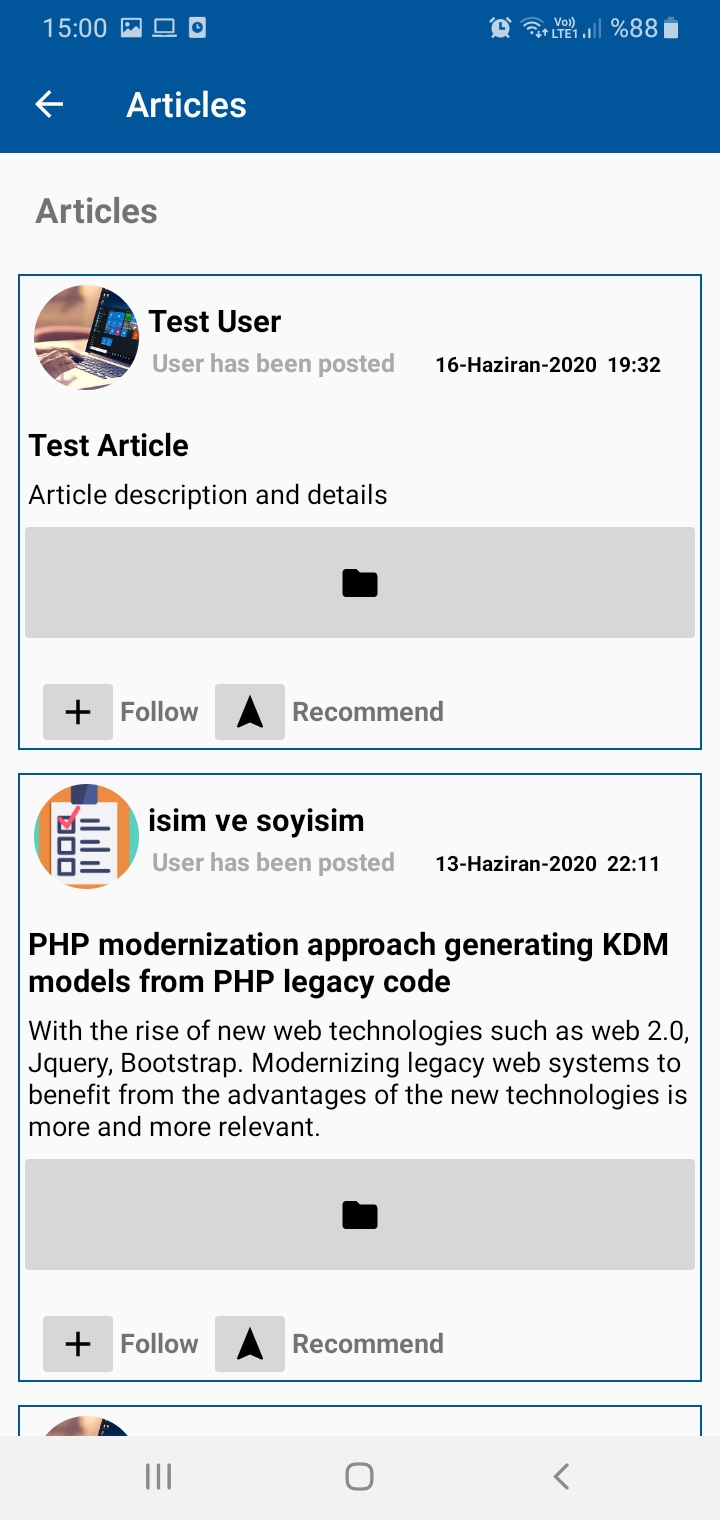 15:00 Vo)) LTE1 %88
Articles
Articles
Test User
User has been posted 16-Haziran-2020 19:32
Test Article
Article description and details
Follow Recommend
isim ve soyisim
User has been posted 13-Haziran-2020 22:11
PHP modernization approach generating KDM
models from PHP legacy code
With the rise of new web technologies such as web 2.0,
Jquery, Bootstrap. Modernizing legacy web systems to
benefit from the advantages of the new technologies is
more and more relevant.
Follow Recommend